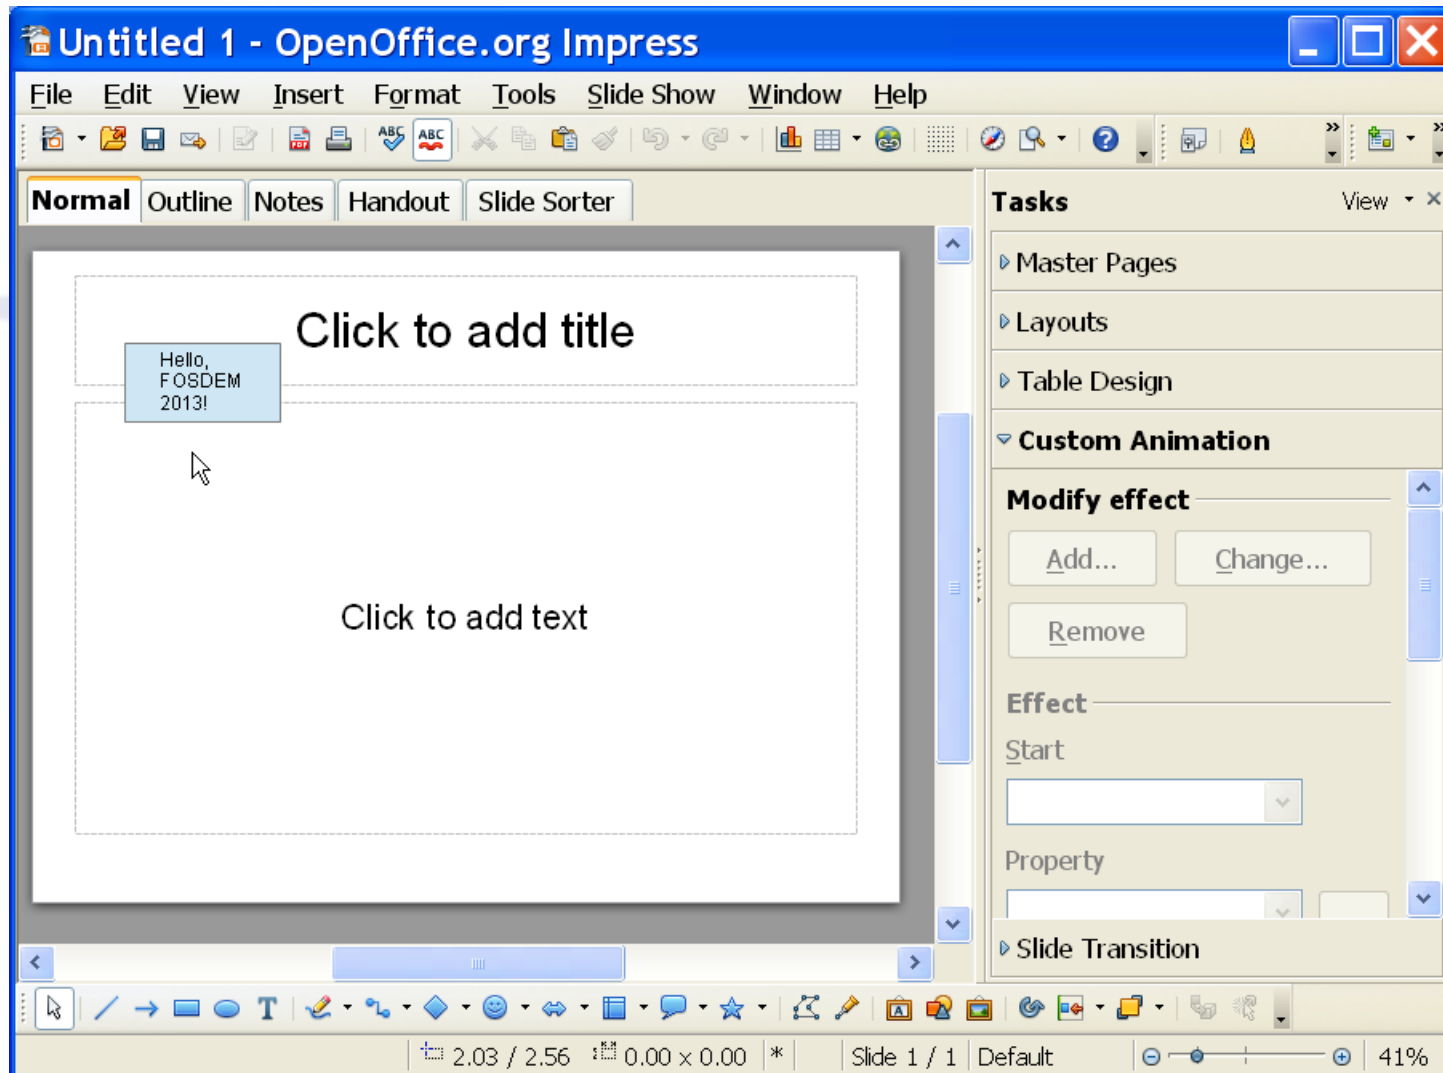 Untitled 1 - OpenOffice.org Impress
File Edit View Insert Format Tools Slide Show Window Help
Normal Outline Notes Handout Slide Sorter
Tasks View
Master Pages
Layouts
Table Design
Custom Animation
Modify effect
Add... Change...
Remove
Effect
Start
Property
Slide Transition
Click to add title
Hello,
FOSDEM
2013!
Click to add text
2.03 / 2.56 0.00 x 0.00 * Slide 1 / 1 Default 41%